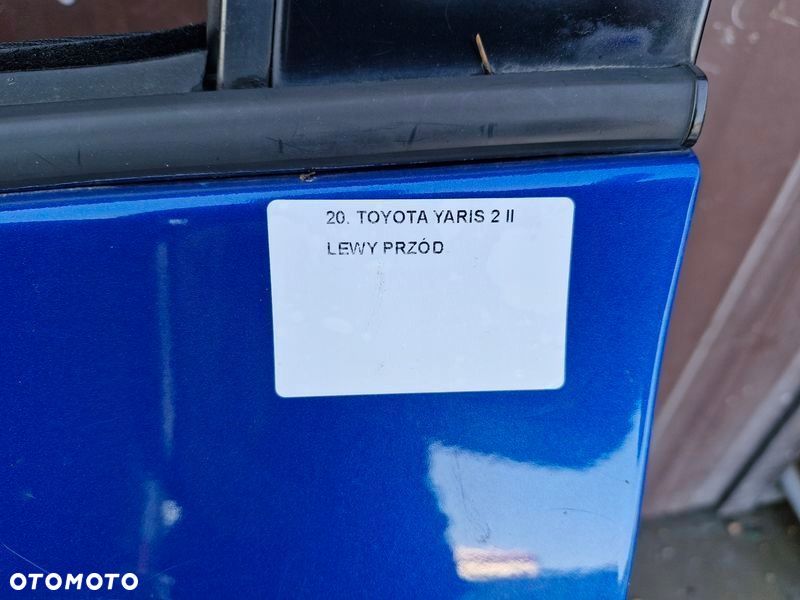 20. TOYOTA YARIS 2 II
LEWY PRZÓD
OTOMOTO